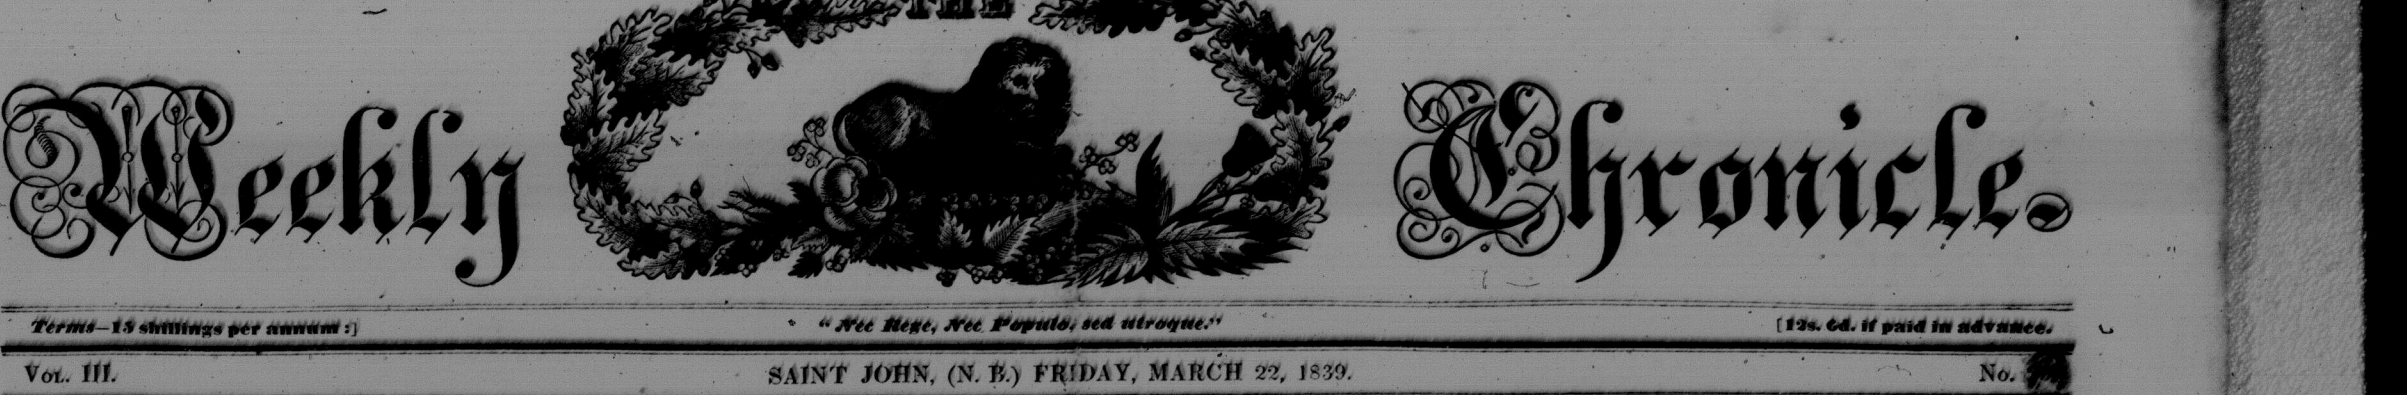 THE
Weekly Chronicle.
Terms—15 shillings per annum:] "Nec Rege, Nec Populo, sed utroque." [12s. 6d. if paid in advance.
VOL. III. SAINT JOHN, (N. B.) FRIDAY, MARCH 22, 1839. No.